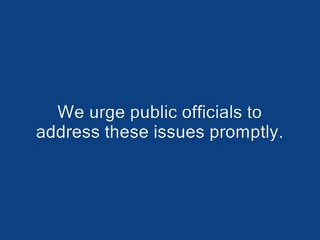 We urge public officials to
address these issues promptly.